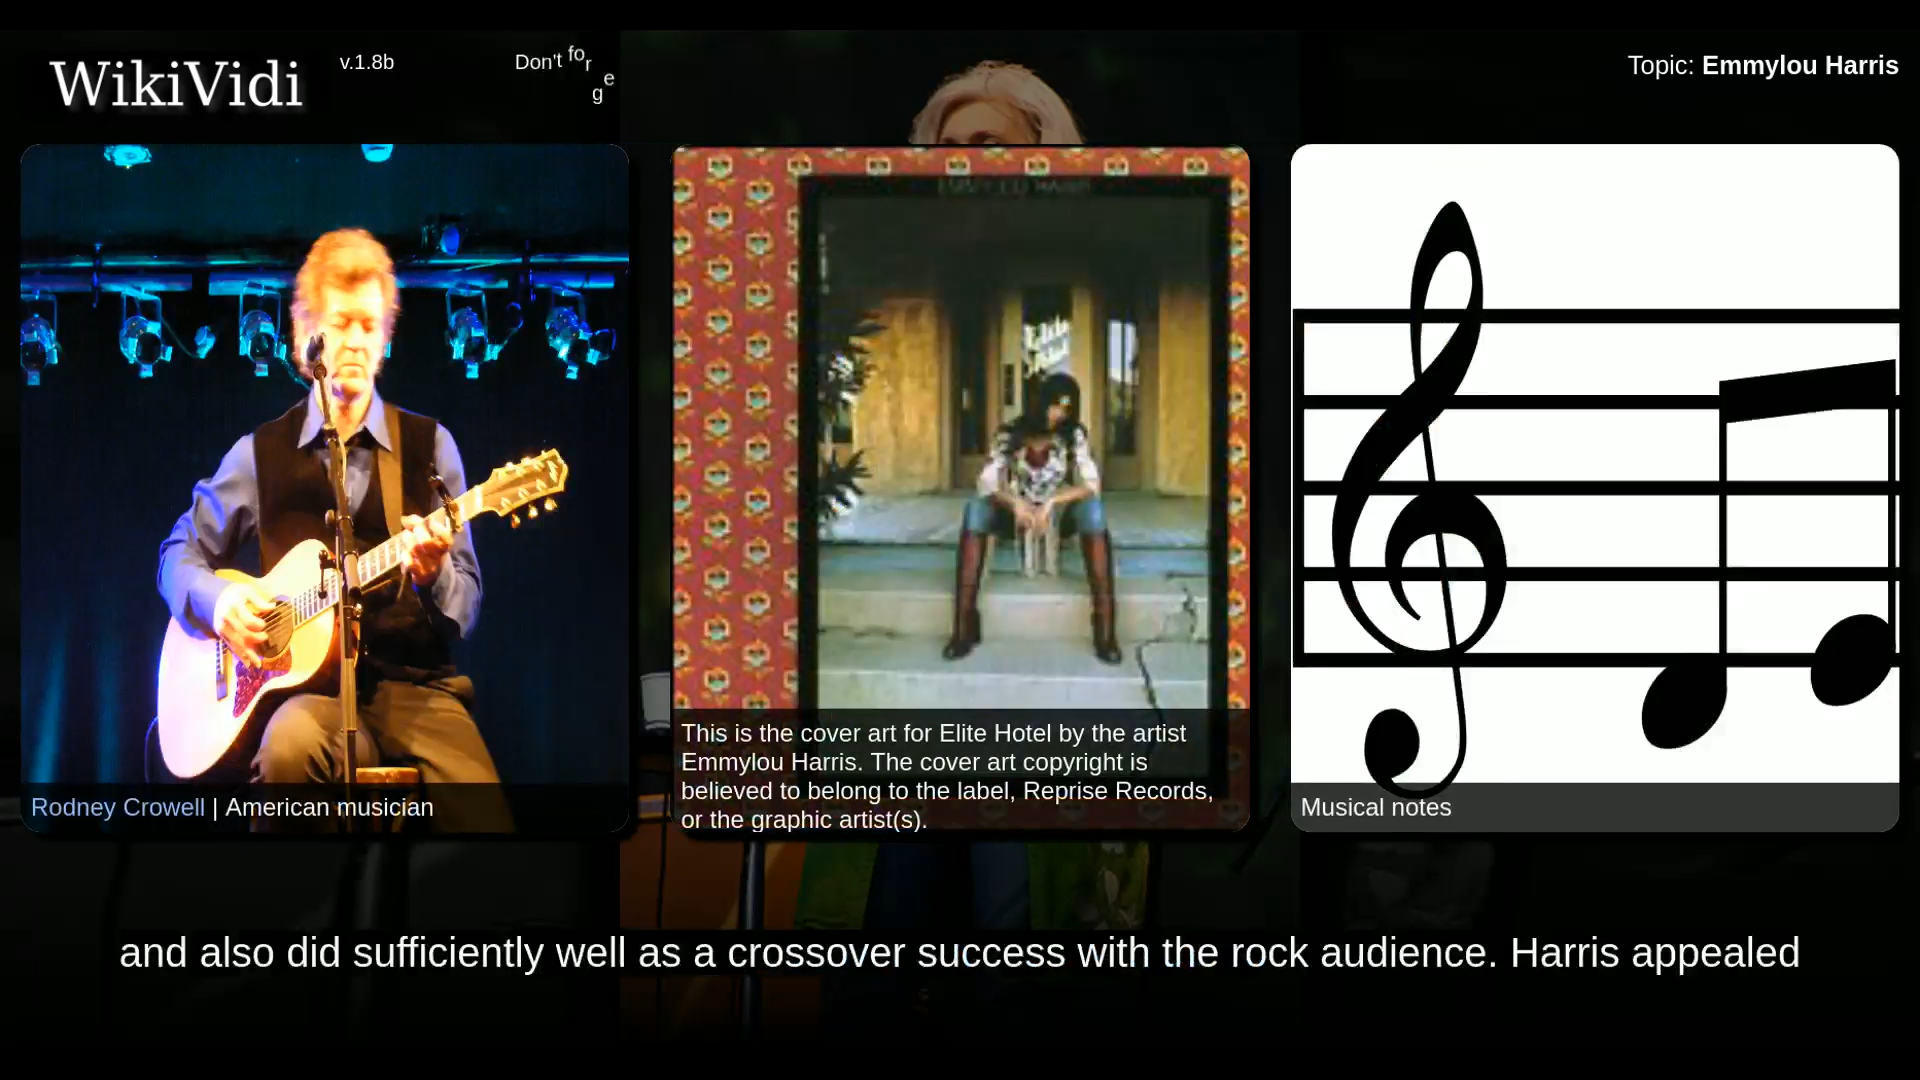 WikiVidi
v.1.8b
Don't forge
Topic: Emmylou Harris
EMMYLOU HARRIS
Rodney Crowell | American musician
This is the cover art for Elite Hotel by the artist
Emmylou Harris. The cover art copyright is
believed to belong to the label, Reprise Records,
or the graphic artist(s).
Musical notes
and also did sufficiently well as a crossover success with the rock audience. Harris appealed